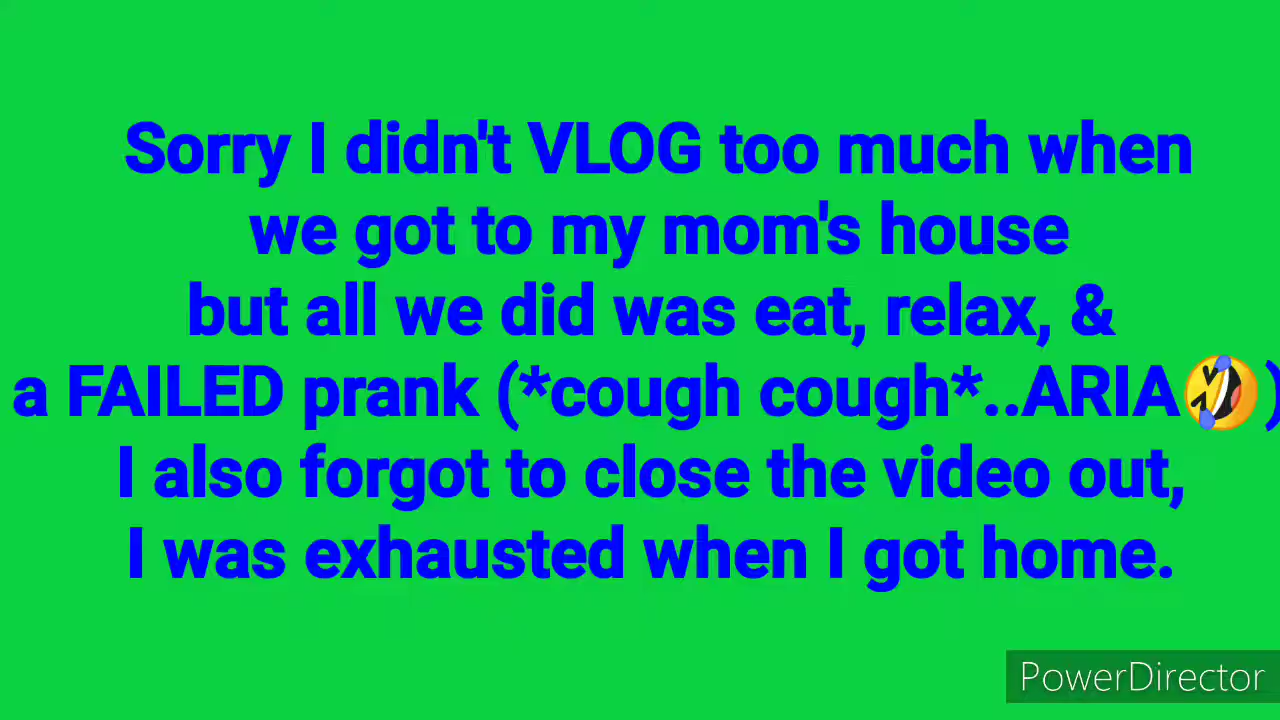 Sorry I didn't VLOG too much when
we got to my mom's house
but all we did was eat, relax, &
a FAILED prank (*cough cough*..ARIA🤣)
I also forgot to close the video out,
I was exhausted when I got home.
PowerDirector